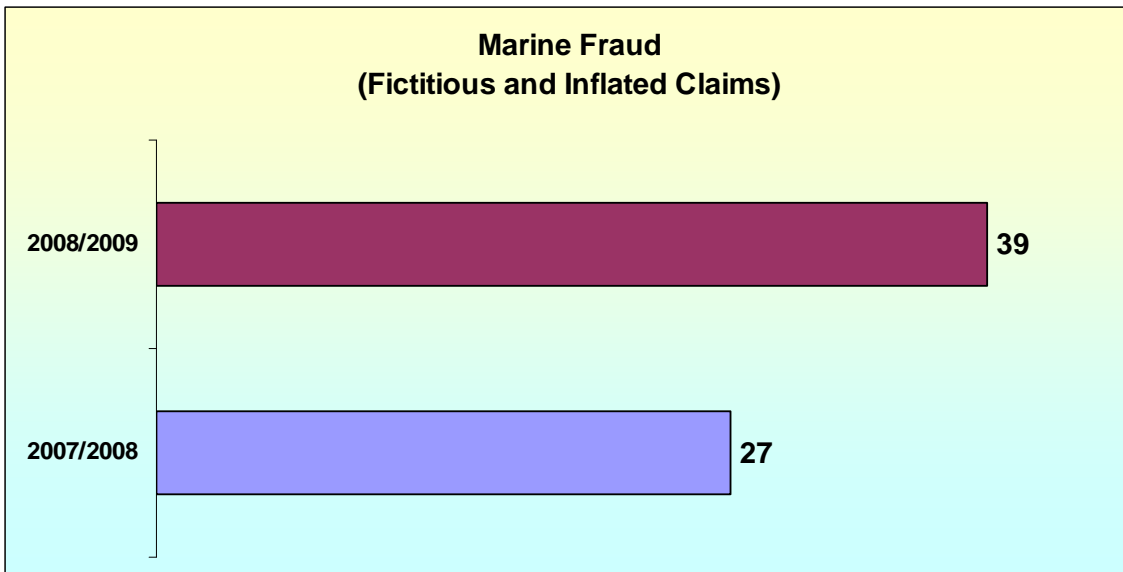 Marine Fraud
(Fictitious and Inflated Claims)
2008/2009
39
2007/2008
27